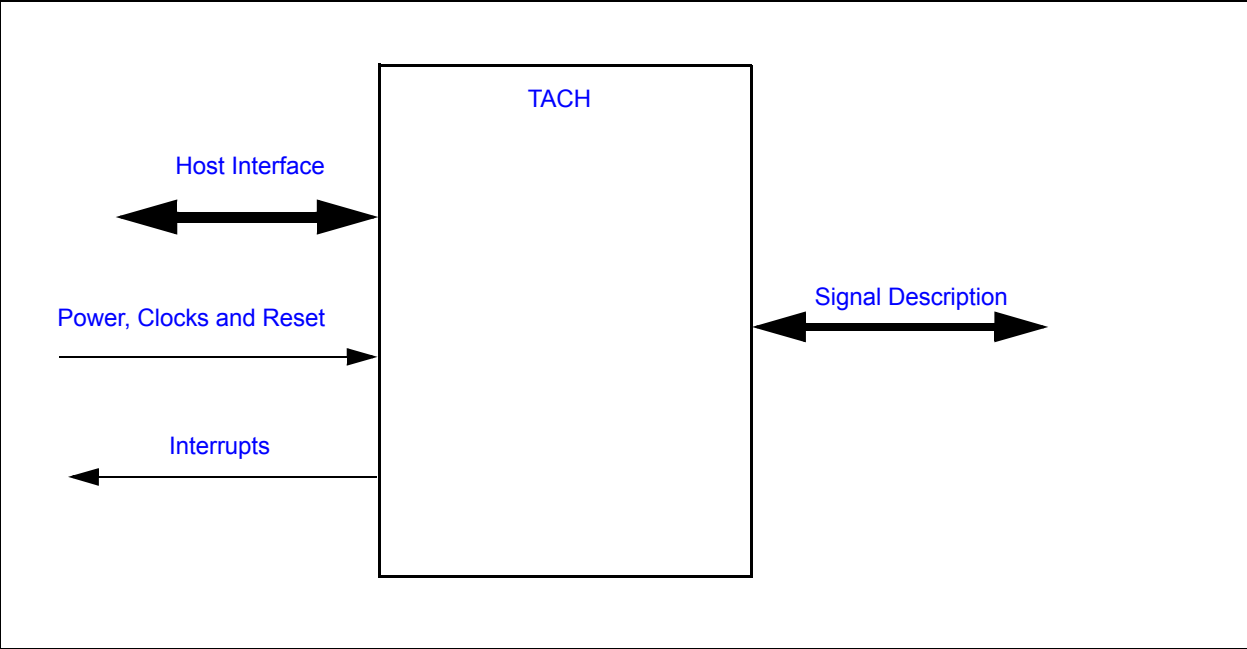 TACH
Host Interface
Signal Description
Power, Clocks and Reset
Interrupts